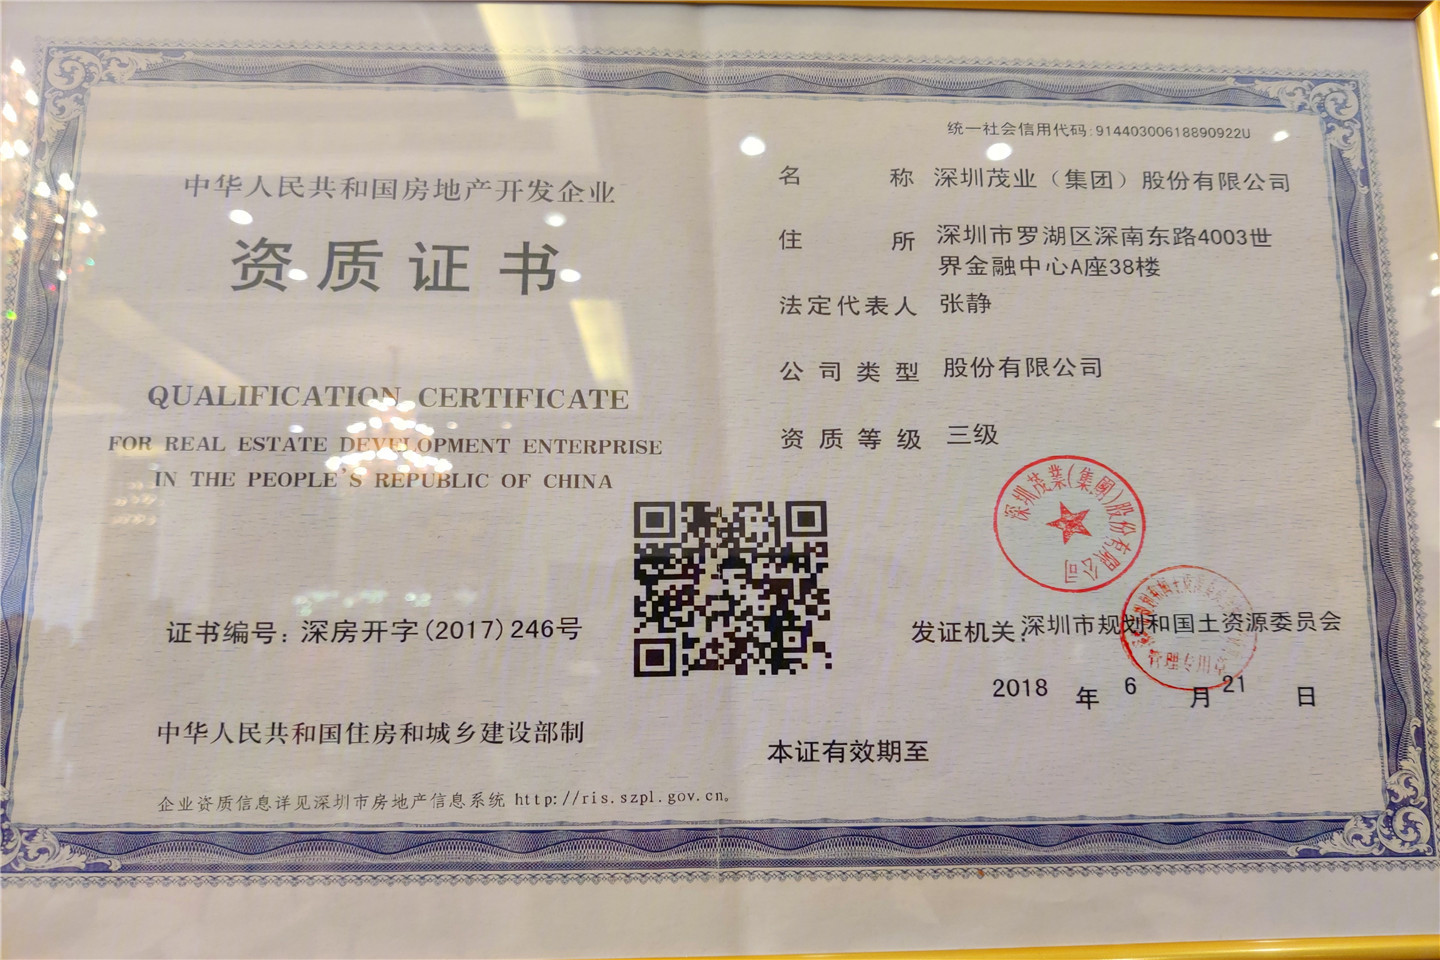 中华人民共和国房地产开发企业
资质证书
QUALIFICATION CERTIFICATE
FOR REAL ESTATE DEVELOPMENT ENTERPRISE
IN THE PEOPLE'S REPUBLIC OF CHINA
证书编号：深房开字(2017)246号
中华人民共和国住房和城乡建设部制
企业资质信息详见深圳市房地产信息系统 http://ris.szpl.gov.cn。
统一社会信用代码:91440300618890922U
名称 深圳茂业（集团）股份有限公司
住所 深圳市罗湖区深南东路4003世
界金融中心A座38楼
法定代表人 张静
公司类型 股份有限公司
资质等级 三级
深圳茂業(集團)股份有限公司
发证机关：深圳市规划和国土资源委员会
管理专用章
2018 年 6 月 21 日
本证有效期至